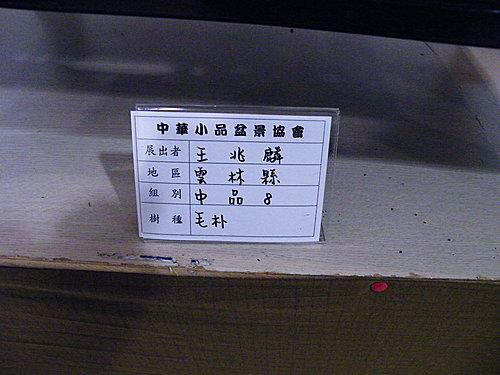 中華小品盆景協會
展出者 王兆麟
地區 雲林縣
組別 中品8
樹種 毛朴